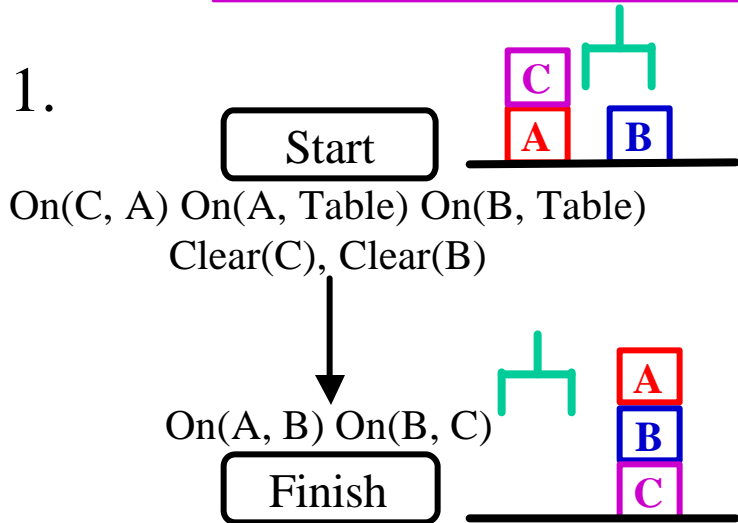 1.
C
A
B
Start
On(C, A) On(A, Table) On(B, Table)
Clear(C), Clear(B)
On(A, B) On(B, C)
Finish
A
B
C